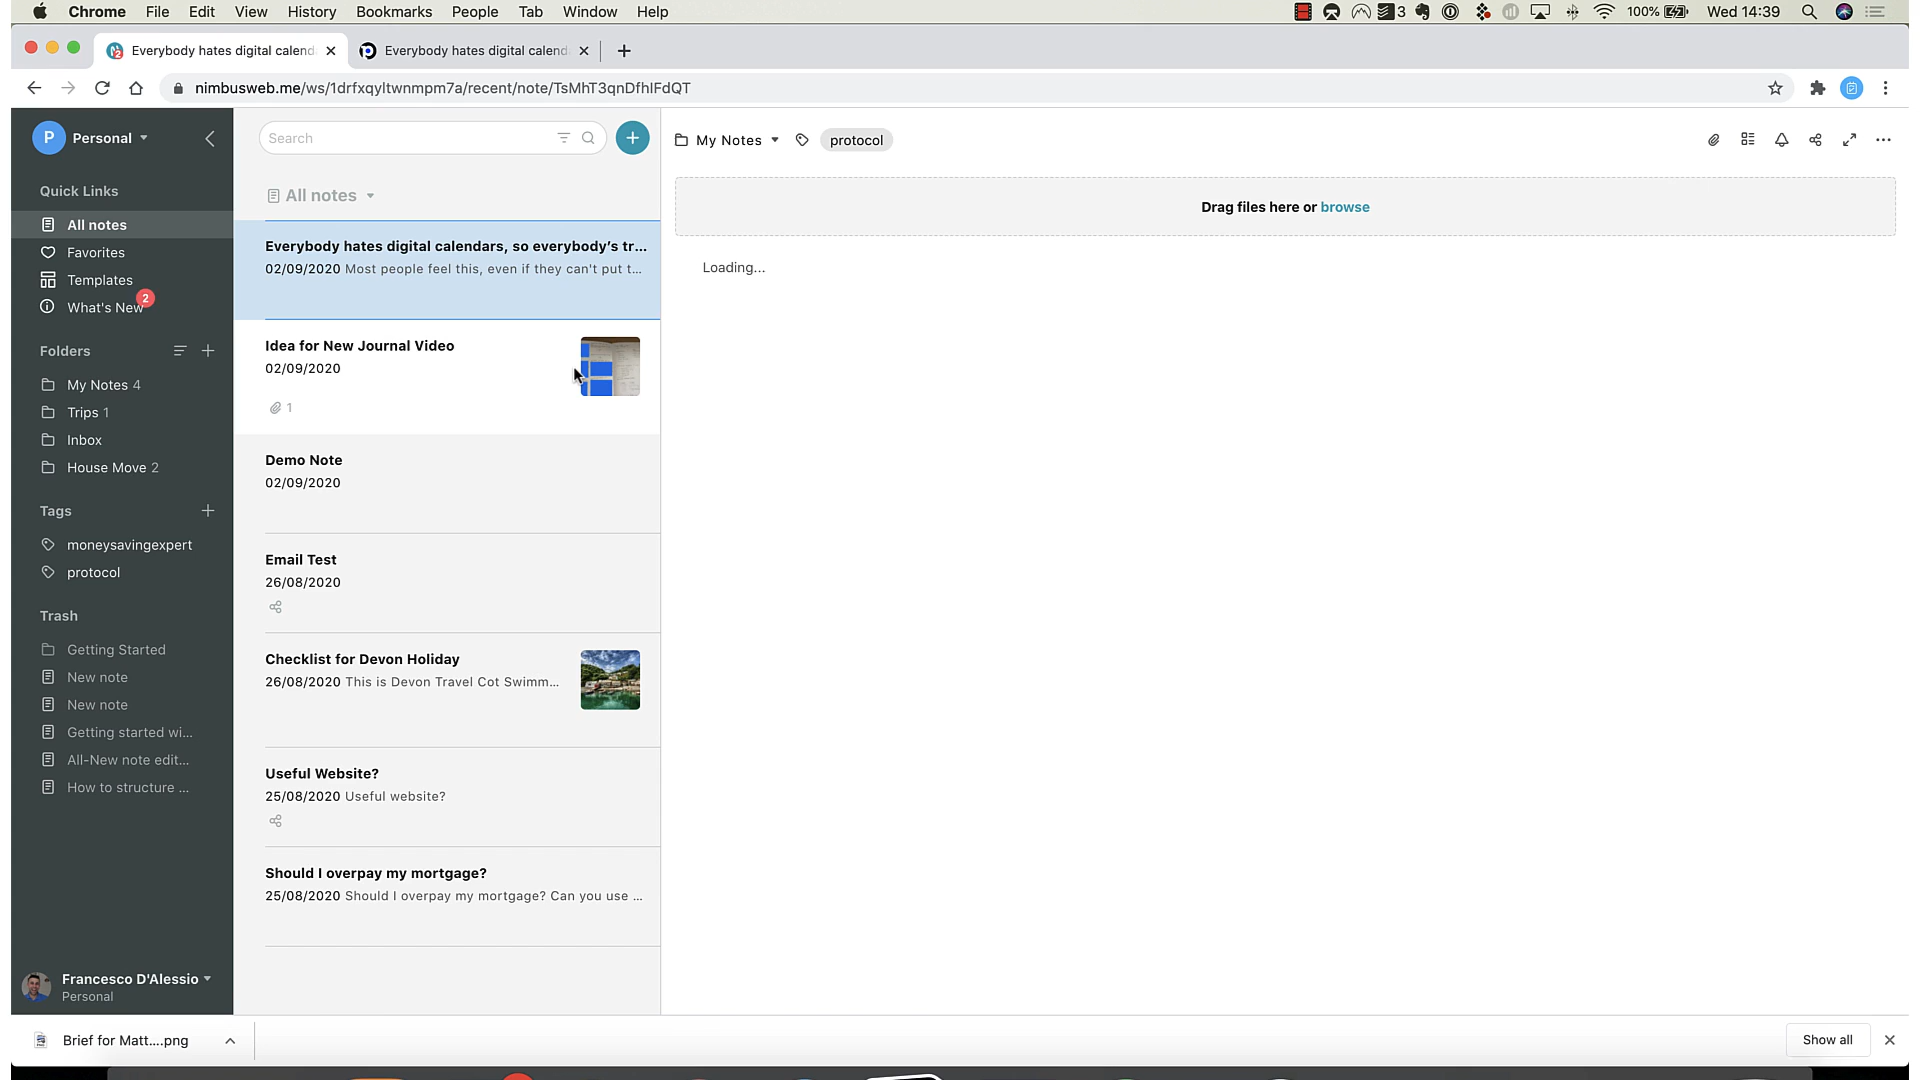 Chrome File Edit View History Bookmarks People Tab Window Help 3 100% Wed 14:39
Everybody hates digital calend Everybody hates digital calend
nimbusweb.me/ws/1drfxqyltwnmpm7a/recent/note/TsMhT3qnDfhIFdQT
P Personal
Quick Links
All notes
Favorites
Templates
What's New 2
Folders
My Notes 4
Trips 1
Inbox
House Move 2
Tags
moneysavingexpert
protocol
Trash
Getting Started
New note
New note
Getting started wi...
All-New note edit...
How to structure ...
Francesco D'Alessio
Personal
Search
All notes
Everybody hates digital calendars, so everybody's tr...
02/09/2020 Most people feel this, even if they can't put t...
Idea for New Journal Video
02/09/2020
1
Demo Note
02/09/2020
Email Test
26/08/2020
Checklist for Devon Holiday
26/08/2020 This is Devon Travel Cot Swimm...
Useful Website?
25/08/2020 Useful website?
Should I overpay my mortgage?
25/08/2020 Should I overpay my mortgage? Can you use ...
My Notes protocol
Drag files here or browse
Loading...
Brief for Matt....png
Show all